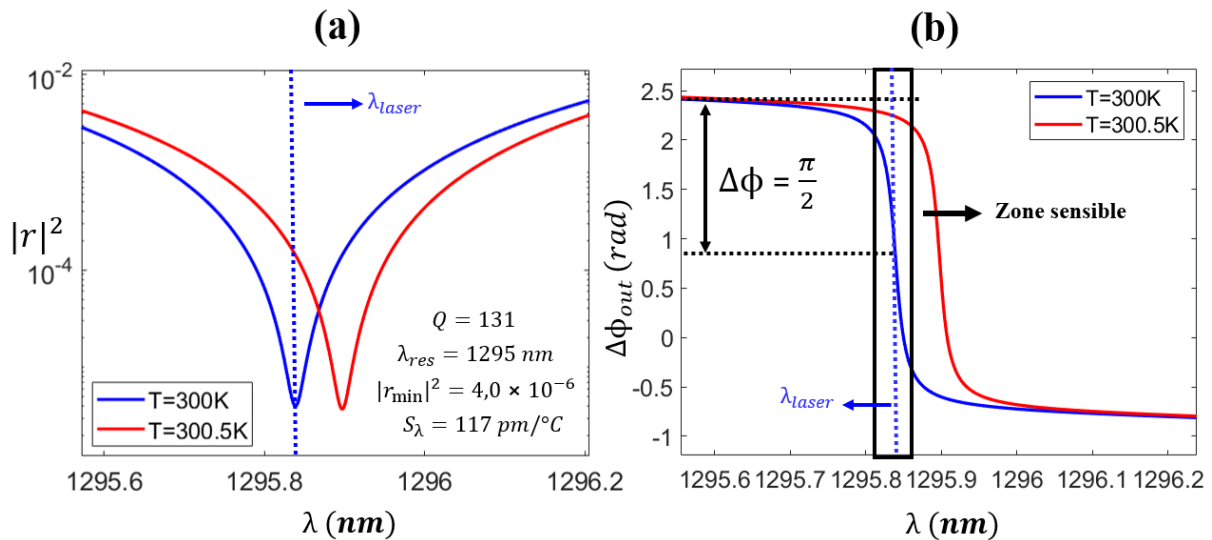 (a)
10⁻²
10⁻⁴
|r|²
λ_laser
Q = 131
λ_res = 1295 nm
|r_min|² = 4,0 × 10⁻⁶
S_λ = 117 pm/°C
T=300K
T=300.5K
1295.6 1295.8 1296 1296.2
λ (nm)
(b)
2.5
2
1.5
1
0.5
0
-0.5
-1
Δϕ_out (rad)
T=300K
T=300.5K
Δϕ = π/2
Zone sensible
λ_laser
1295.6 1295.7 1295.8 1295.9 1296 1296.1 1296.2
λ (nm)